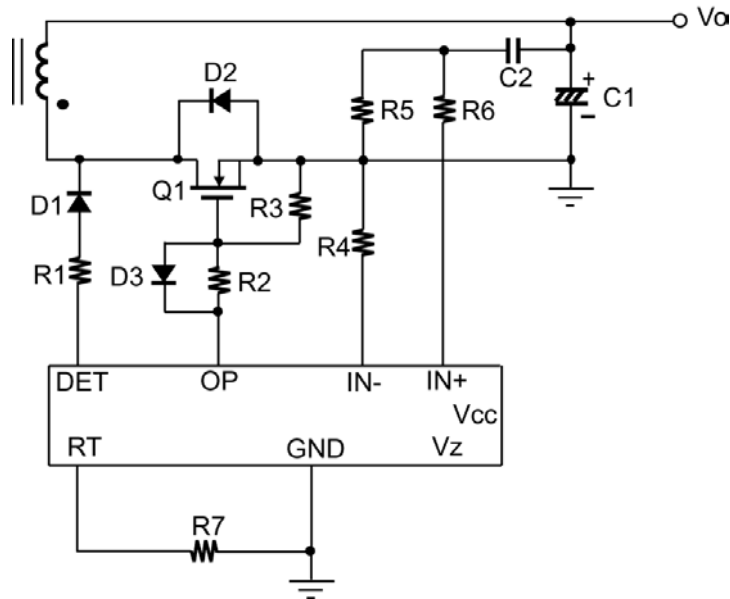 Vo
D2
C2
+
C1
R5
R6
D1
Q1
R3
R4
R1
D3
R2
DET
OP
IN-
IN+
Vcc
RT
GND
Vz
R7